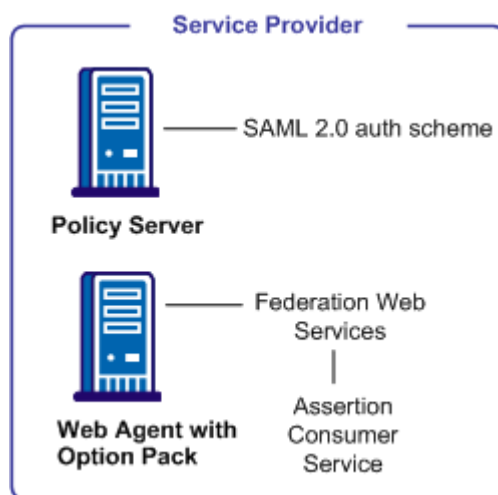 Service Provider
SAML 2.0 auth scheme
Policy Server
Federation Web
Services
Assertion
Consumer
Service
Web Agent with
Option Pack